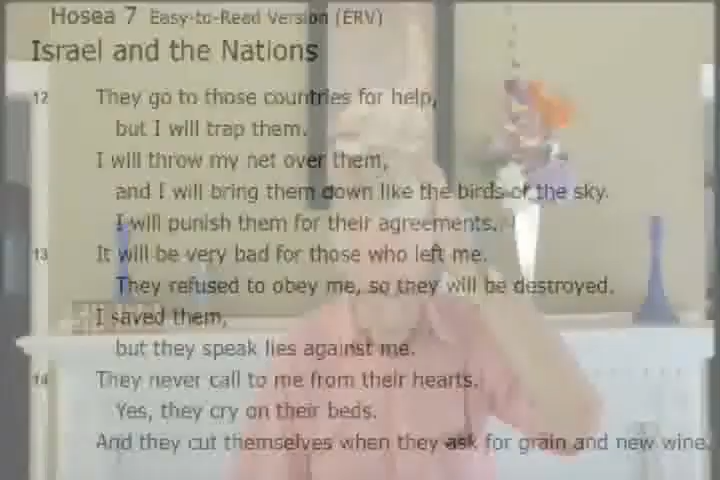 Hosea 7 Easy-to-Read Version (ERV)
Israel and the Nations
12 They go to those countries for help,
but I will trap them.
I will throw my net over them,
and I will bring them down like the birds of the sky.
I will punish them for their agreements.
13 It will be very bad for those who left me.
They refused to obey me, so they will be destroyed.
I saved them,
but they speak lies against me.
14 They never call to me from their hearts.
Yes, they cry on their beds.
And they cut themselves when they ask for grain and new wine.